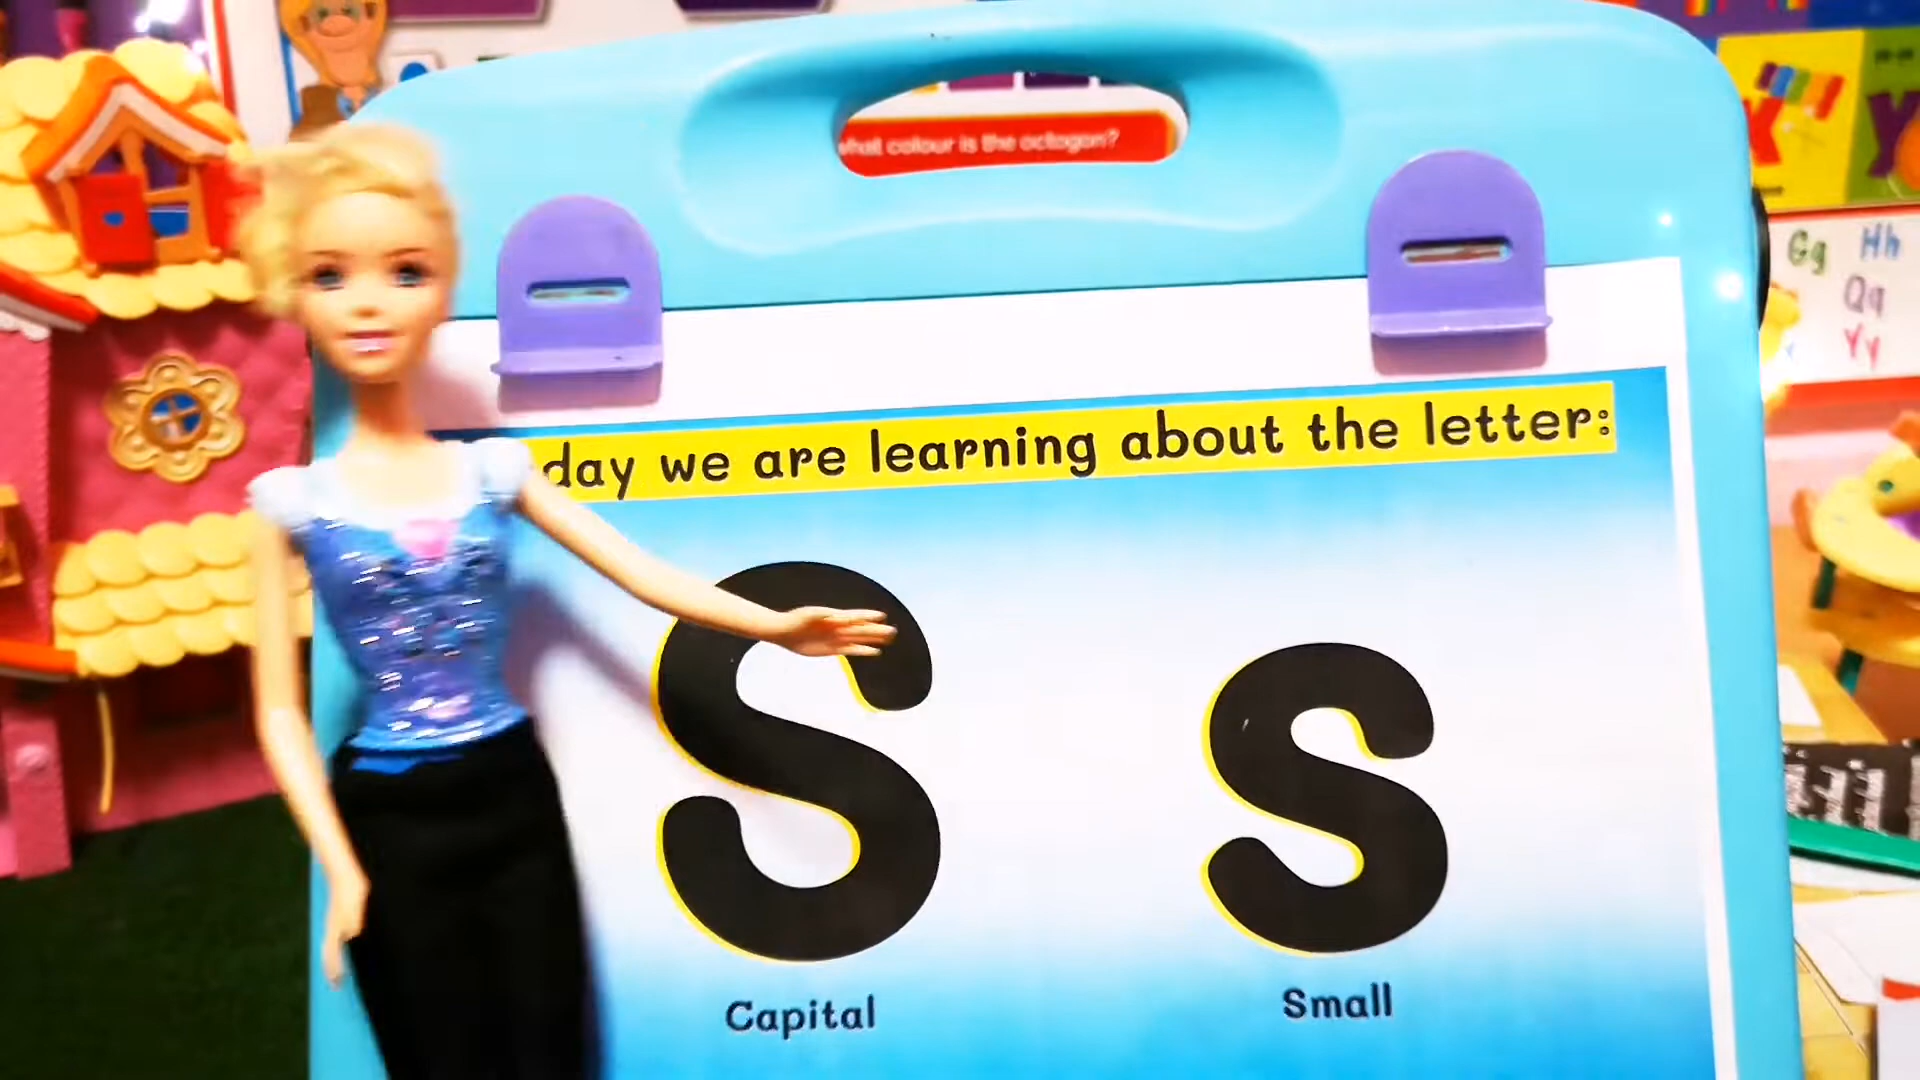 what colour is the octagon?
Gg Hh
Qq
Yy
day we are learning about the letter:
S s
Capital Small